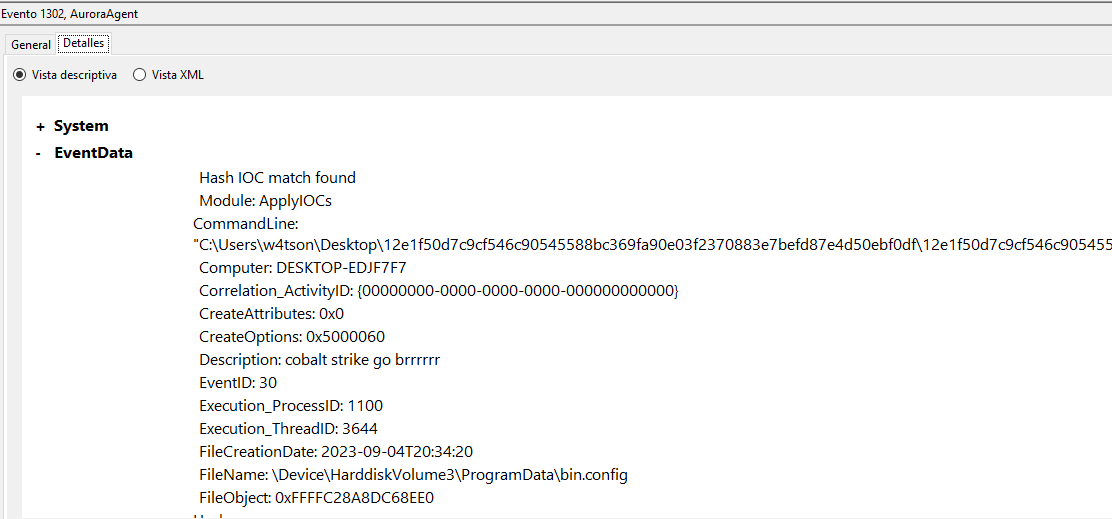 Evento 1302, AuroraAgent
General Detalles
Vista descriptiva Vista XML
+ System
- EventData
Hash IOC match found
Module: ApplyIOCs
CommandLine:
"C:\Users\w4tson\Desktop\12e1f50d7c9cf546c90545588bc369fa90e03f2370883e7befd87e4d50ebf0df\12e1f50d7c9cf546c905455
Computer: DESKTOP-EDJF7F7
Correlation_ActivityID: {00000000-0000-0000-0000-000000000000}
CreateAttributes: 0x0
CreateOptions: 0x5000060
Description: cobalt strike go brrrrrr
EventID: 30
Execution_ProcessID: 1100
Execution_ThreadID: 3644
FileCreationDate: 2023-09-04T20:34:20
FileName: \Device\HarddiskVolume3\ProgramData\bin.config
FileObject: 0xFFFFC28A8DC68EE0